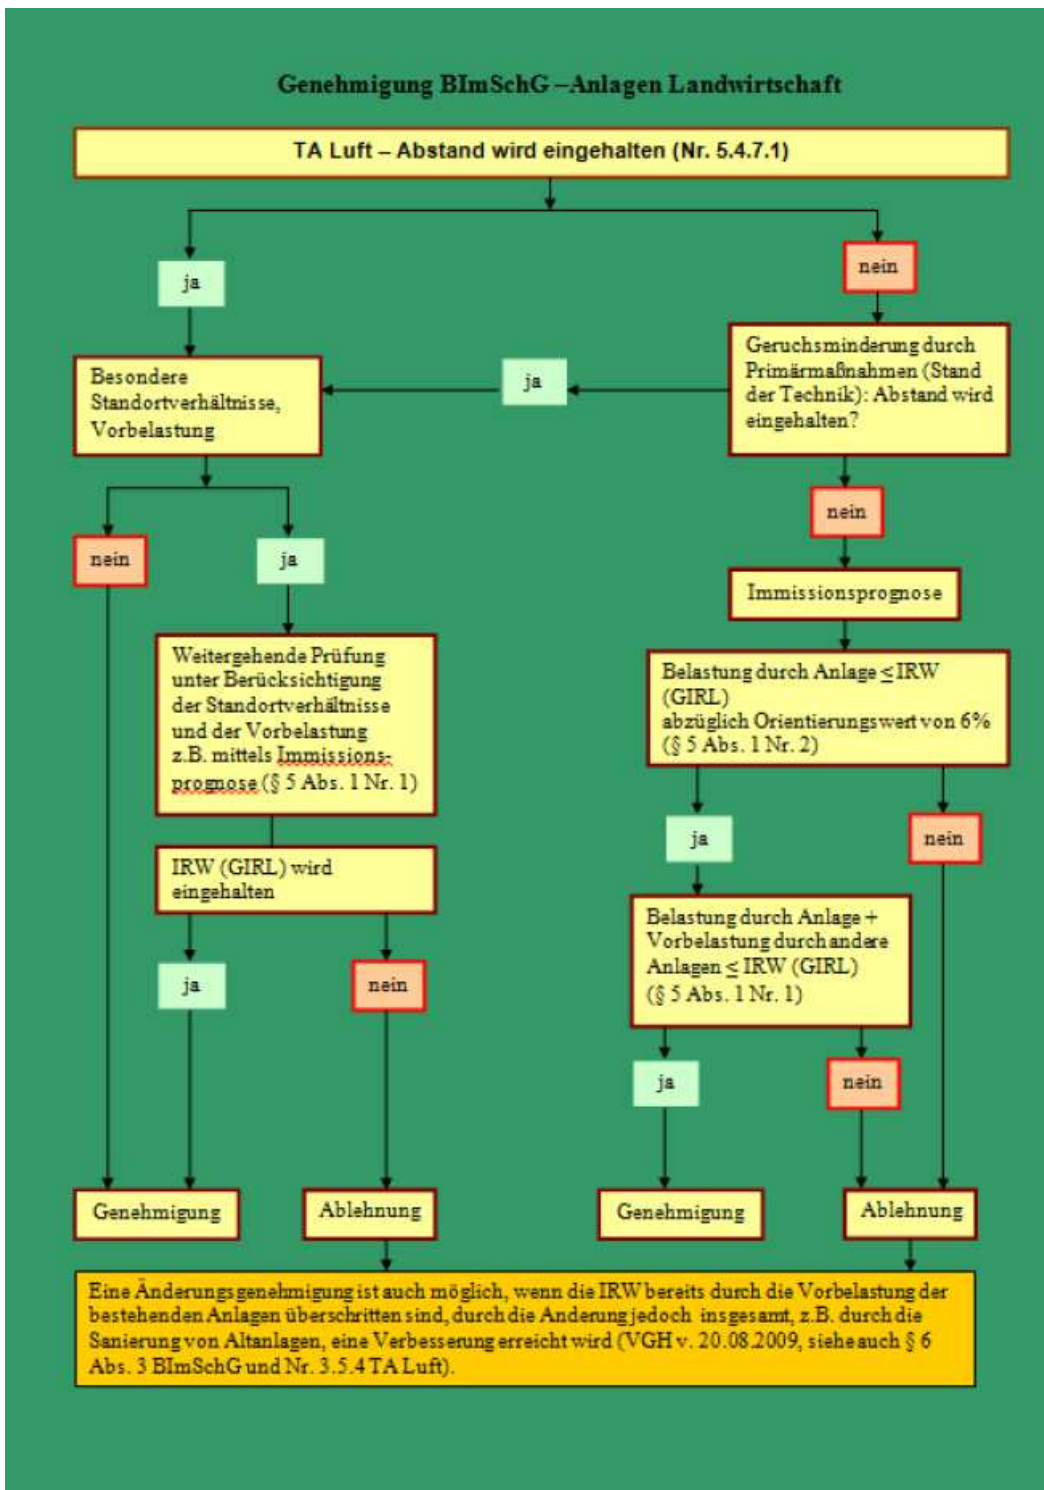 Genehmigung BImSchG –Anlagen Landwirtschaft
TA Luft – Abstand wird eingehalten (Nr. 5.4.7.1)
ja
nein
Besondere
Standortverhältnisse,
Vorbelastung
ja
Geruchsminderung durch
Primärmaßnahmen (Stand
der Technik): Abstand wird
eingehalten?
nein
ja
nein
Immissionsprognose
Weitergehende Prüfung
unter Berücksichtigung
der Standortverhältnisse
und der Vorbelastung
z.B. mittels Immissions-
prognose (§ 5 Abs. 1 Nr. 1)
Belastung durch Anlage ≤ IRW
(GIRL)
abzüglich Orientierungswert von 6%
(§ 5 Abs. 1 Nr. 2)
ja
nein
IRW (GIRL) wird
eingehalten
Belastung durch Anlage +
Vorbelastung durch andere
Anlagen ≤ IRW (GIRL)
(§ 5 Abs. 1 Nr. 1)
ja
nein
ja
nein
Genehmigung
Ablehnung
Genehmigung
Ablehnung
Eine Änderungsgenehmigung ist auch möglich, wenn die IRW bereits durch die Vorbelastung der
bestehenden Anlagen überschritten sind, durch die Anderung jedoch insgesamt, z.B. durch die
Sanierung von Altanlagen, eine Verbesserung erreicht wird (VGH v. 20.08.2009, siehe auch § 6
Abs. 3 BImSchG und Nr. 3.5.4 TA Luft).